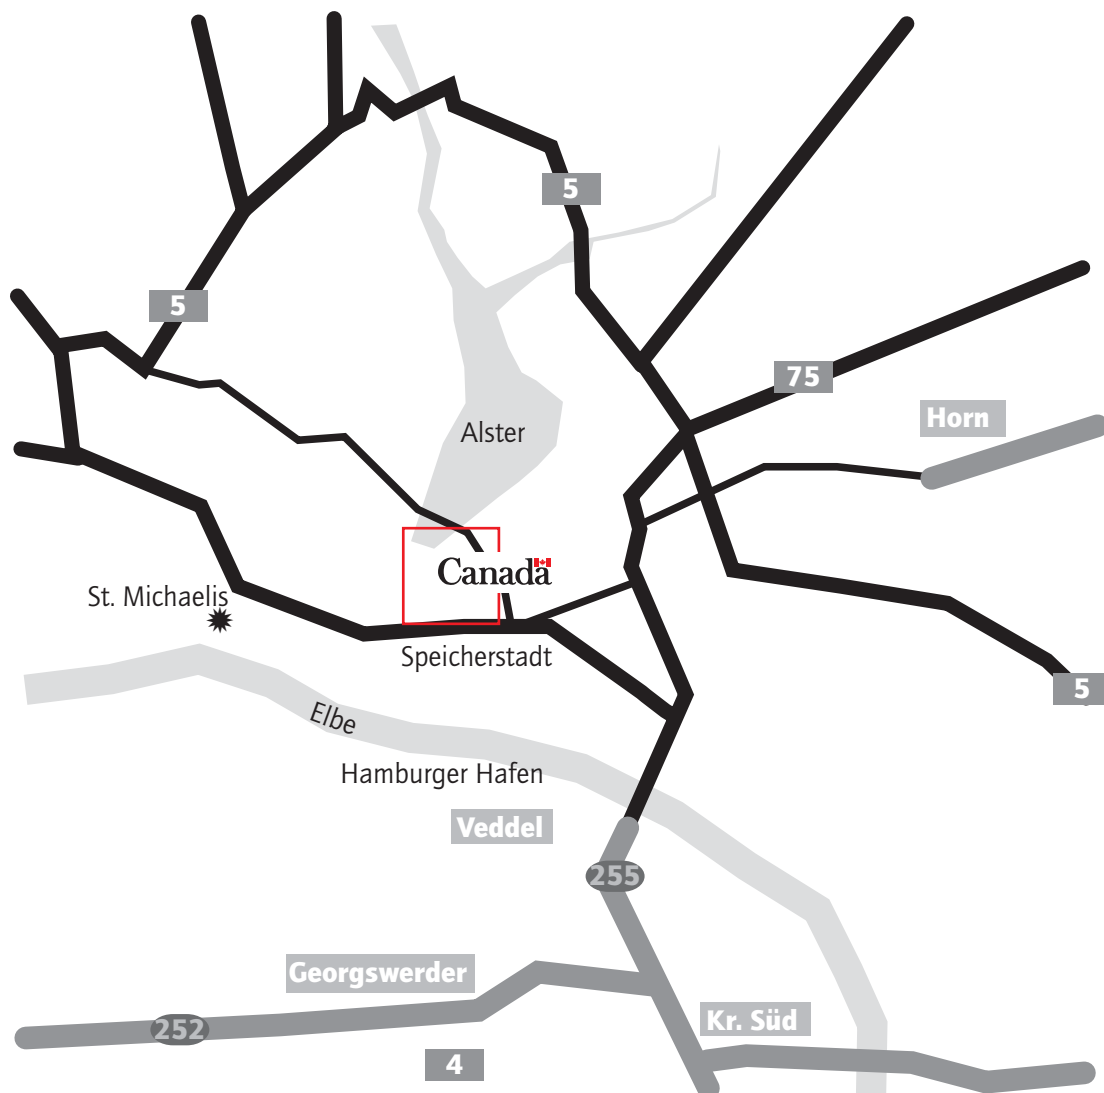 5
5
75
Horn
Alster
Canada
St. Michaelis
Speicherstadt
5
Elbe
Hamburger Hafen
Veddel
255
Georgswerder
Kr. Süd
252
4